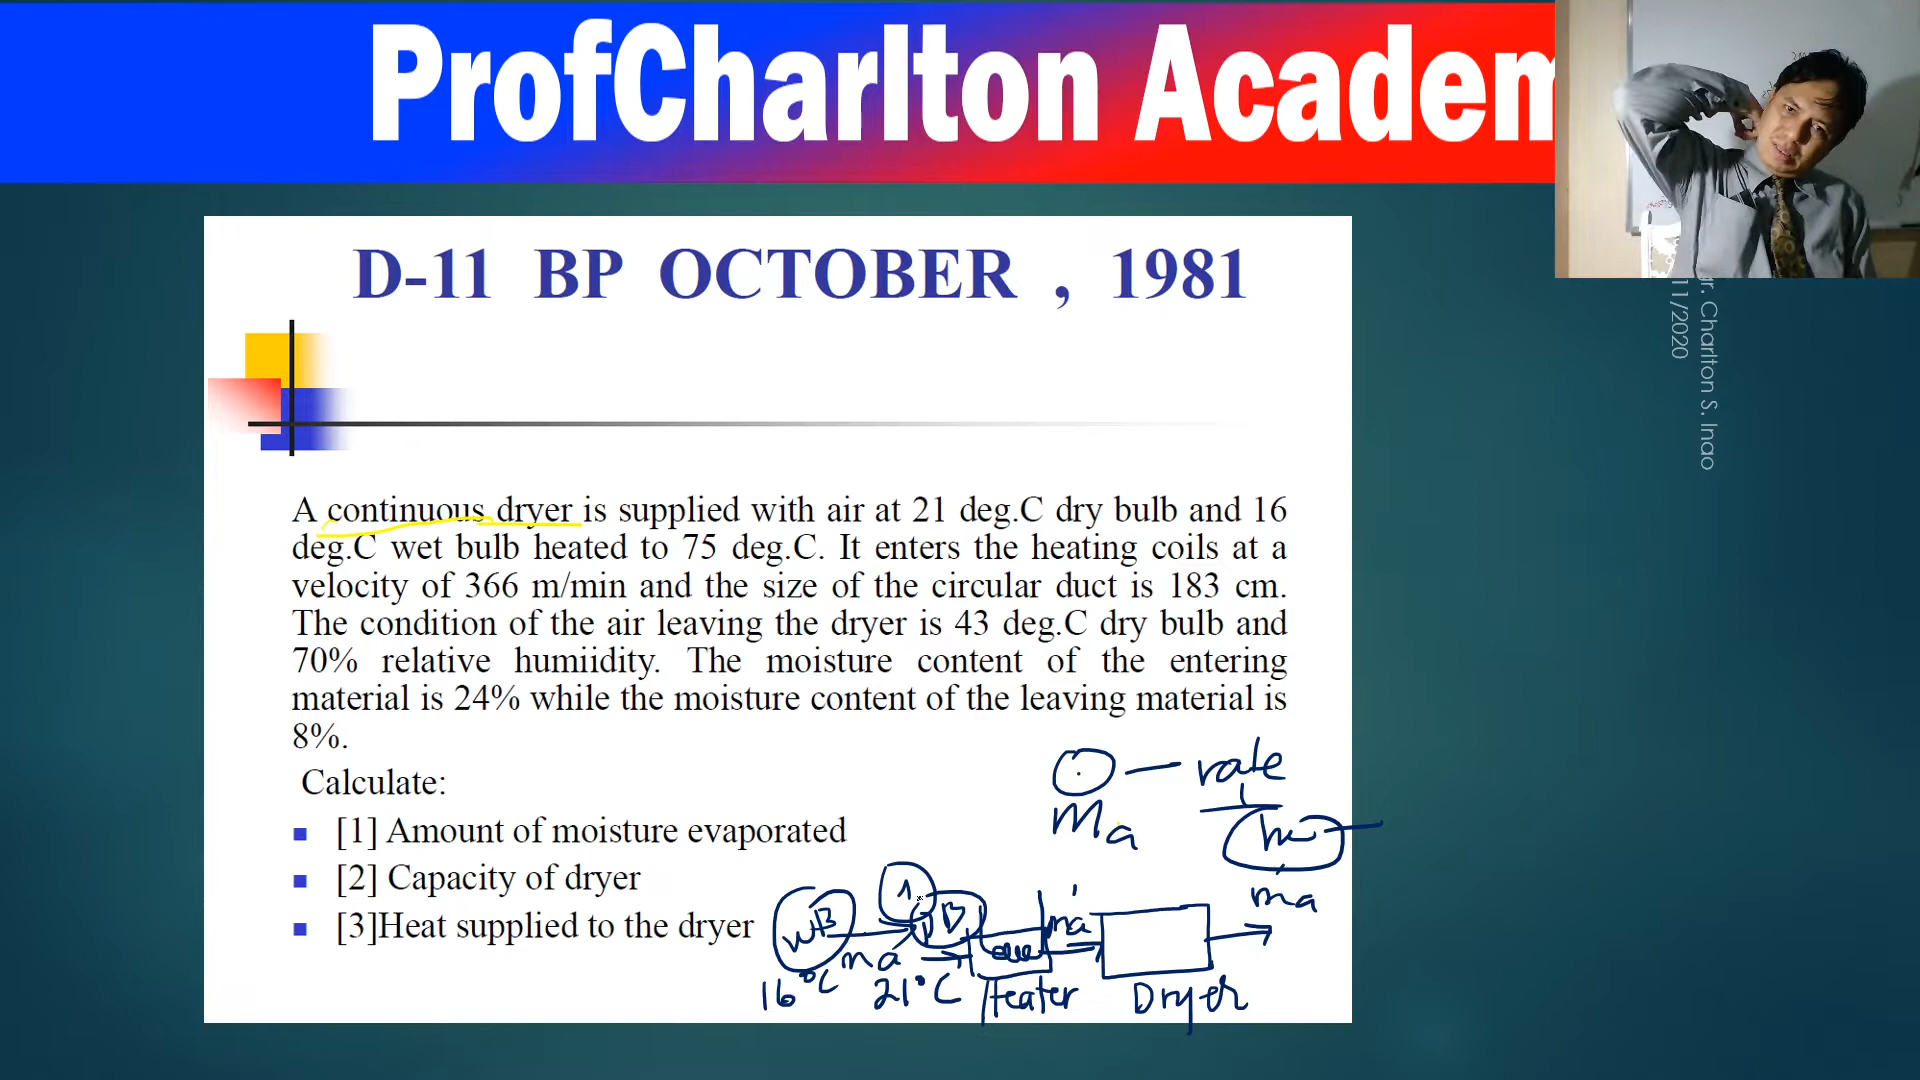 ProfCharlton Academ
D-11 BP OCTOBER , 1981
gr. Charlton S. Inao
11/2020
A continuous dryer is supplied with air at 21 deg.C dry bulb and 16
deg.C wet bulb heated to 75 deg.C. It enters the heating coils at a
velocity of 366 m/min and the size of the circular duct is 183 cm.
The condition of the air leaving the dryer is 43 deg.C dry bulb and
70% relative humiidity. The moisture content of the entering
material is 24% while the moisture content of the leaving material is
8%.
Calculate:
[1] Amount of moisture evaporated
[2] Capacity of dryer
[3]Heat supplied to the dryer
rate
Ma
ma
WB
1
ma
ma
16°C
21°C
Heater
Dryer